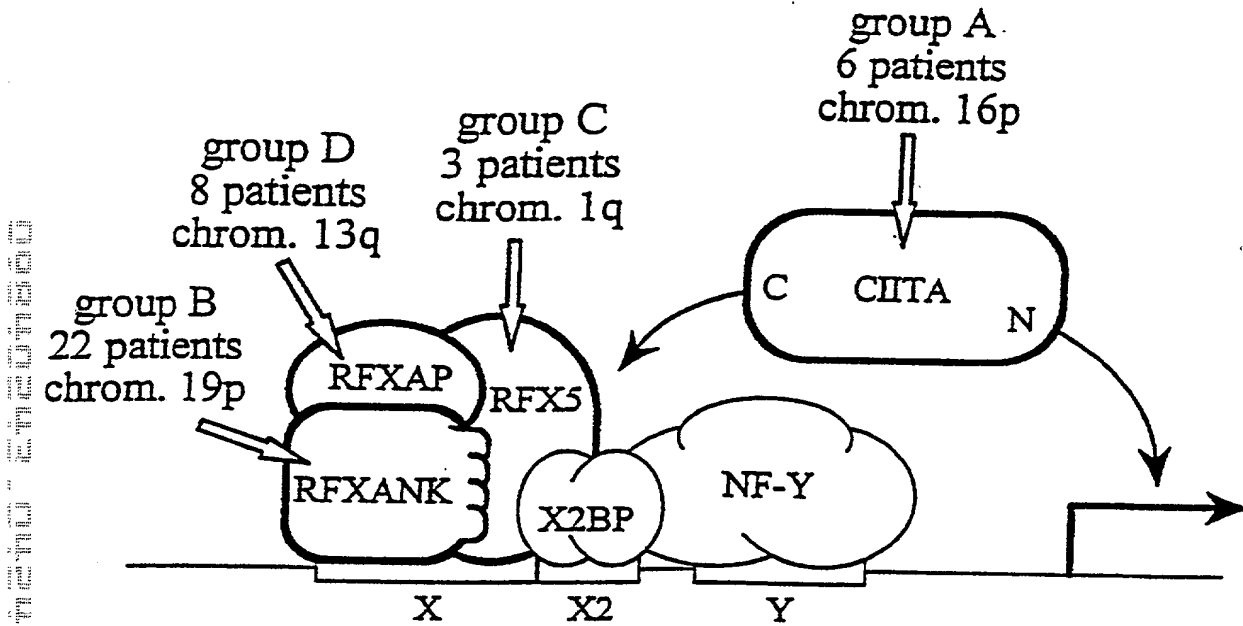 group A
6 patients
chrom. 16p
group C
3 patients
chrom. 1q
group D
8 patients
chrom. 13q
group B
22 patients
chrom. 19p
C
CIITA
N
RFXAP
RFX5
RFXANK
X2BP
NF-Y
X
X2
Y